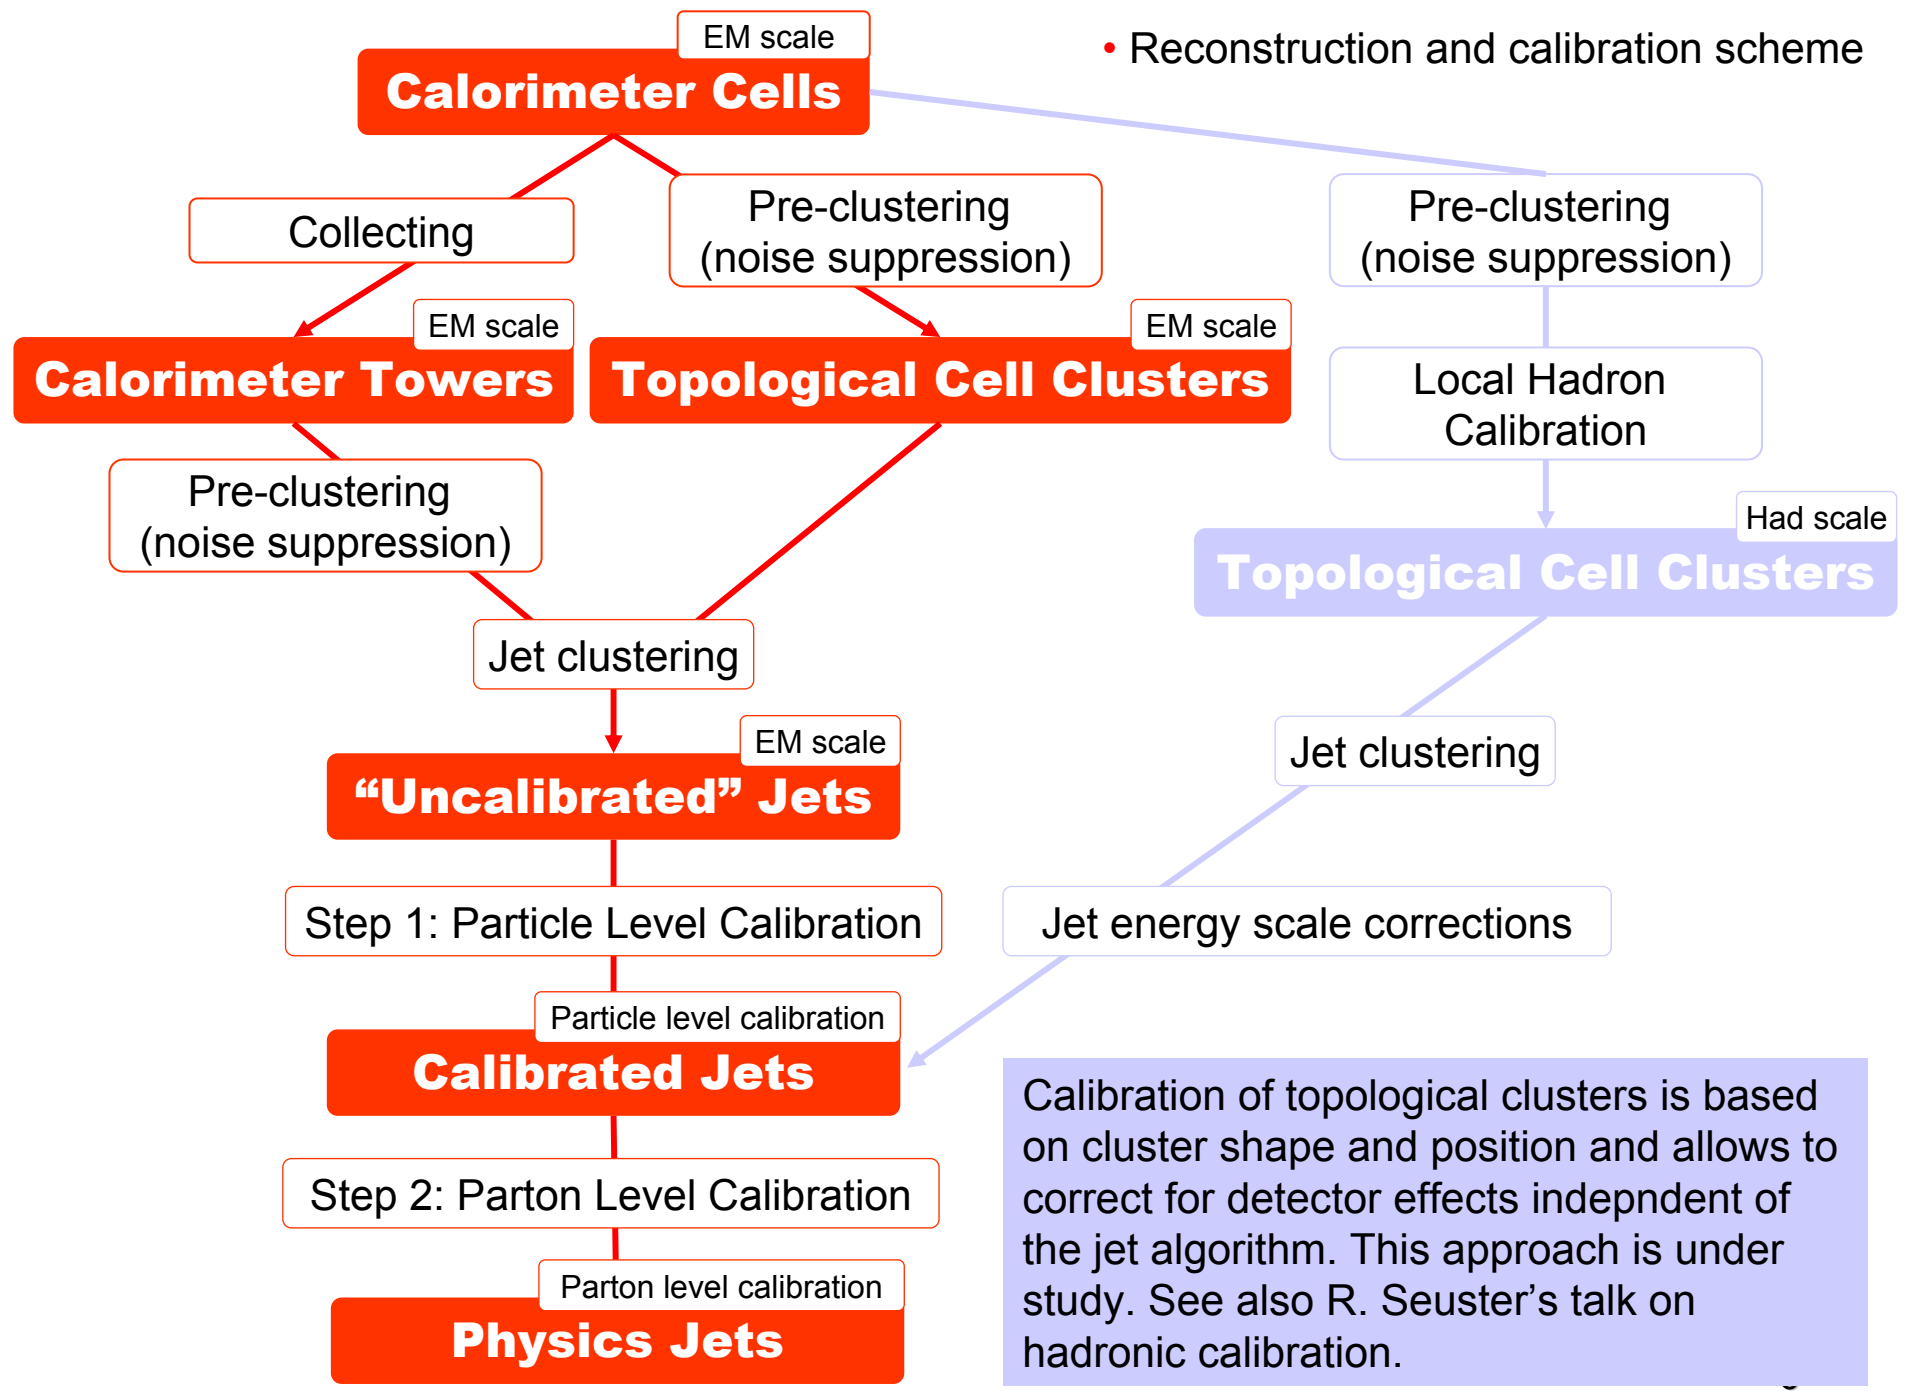 • Reconstruction and calibration scheme
EM scale
Calorimeter Cells
Collecting
Pre-clustering
(noise suppression)
Pre-clustering
(noise suppression)
EM scale
Calorimeter Towers
EM scale
Topological Cell Clusters
Local Hadron
Calibration
Pre-clustering
(noise suppression)
Had scale
Topological Cell Clusters
Jet clustering
EM scale
“Uncalibrated” Jets
Jet clustering
Step 1: Particle Level Calibration
Jet energy scale corrections
Particle level calibration
Calibrated Jets
Step 2: Parton Level Calibration
Parton level calibration
Physics Jets
Calibration of topological clusters is based
on cluster shape and position and allows to
correct for detector effects indepndent of
the jet algorithm. This approach is under
study. See also R. Seuster’s talk on
hadronic calibration.